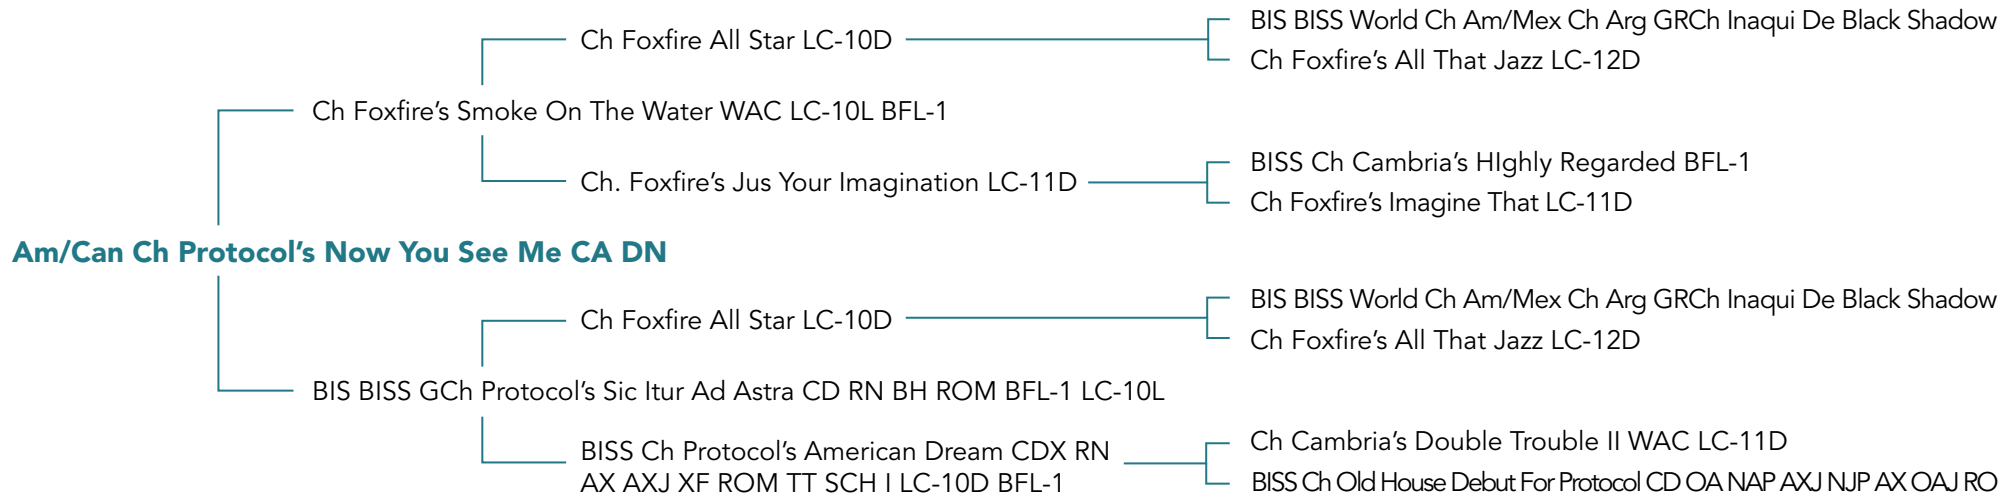 BIS BISS World Ch Am/Mex Ch Arg GRCh Inaqui De Black Shadow
Ch Foxfire All Star LC-10D
Ch Foxfire’s All That Jazz LC-12D
Ch Foxfire’s Smoke On The Water WAC LC-10L BFL-1
BISS Ch Cambria’s HIghly Regarded BFL-1
Ch. Foxfire’s Jus Your Imagination LC-11D
Ch Foxfire’s Imagine That LC-11D
Am/Can Ch Protocol’s Now You See Me CA DN
BIS BISS World Ch Am/Mex Ch Arg GRCh Inaqui De Black Shadow
Ch Foxfire All Star LC-10D
Ch Foxfire’s All That Jazz LC-12D
BIS BISS GCh Protocol’s Sic Itur Ad Astra CD RN BH ROM BFL-1 LC-10L
Ch Cambria’s Double Trouble II WAC LC-11D
BISS Ch Protocol’s American Dream CDX RN
AX AXJ XF ROM TT SCH I LC-10D BFL-1
BISS Ch Old House Debut For Protocol CD OA NAP AXJ NJP AX OAJ RO